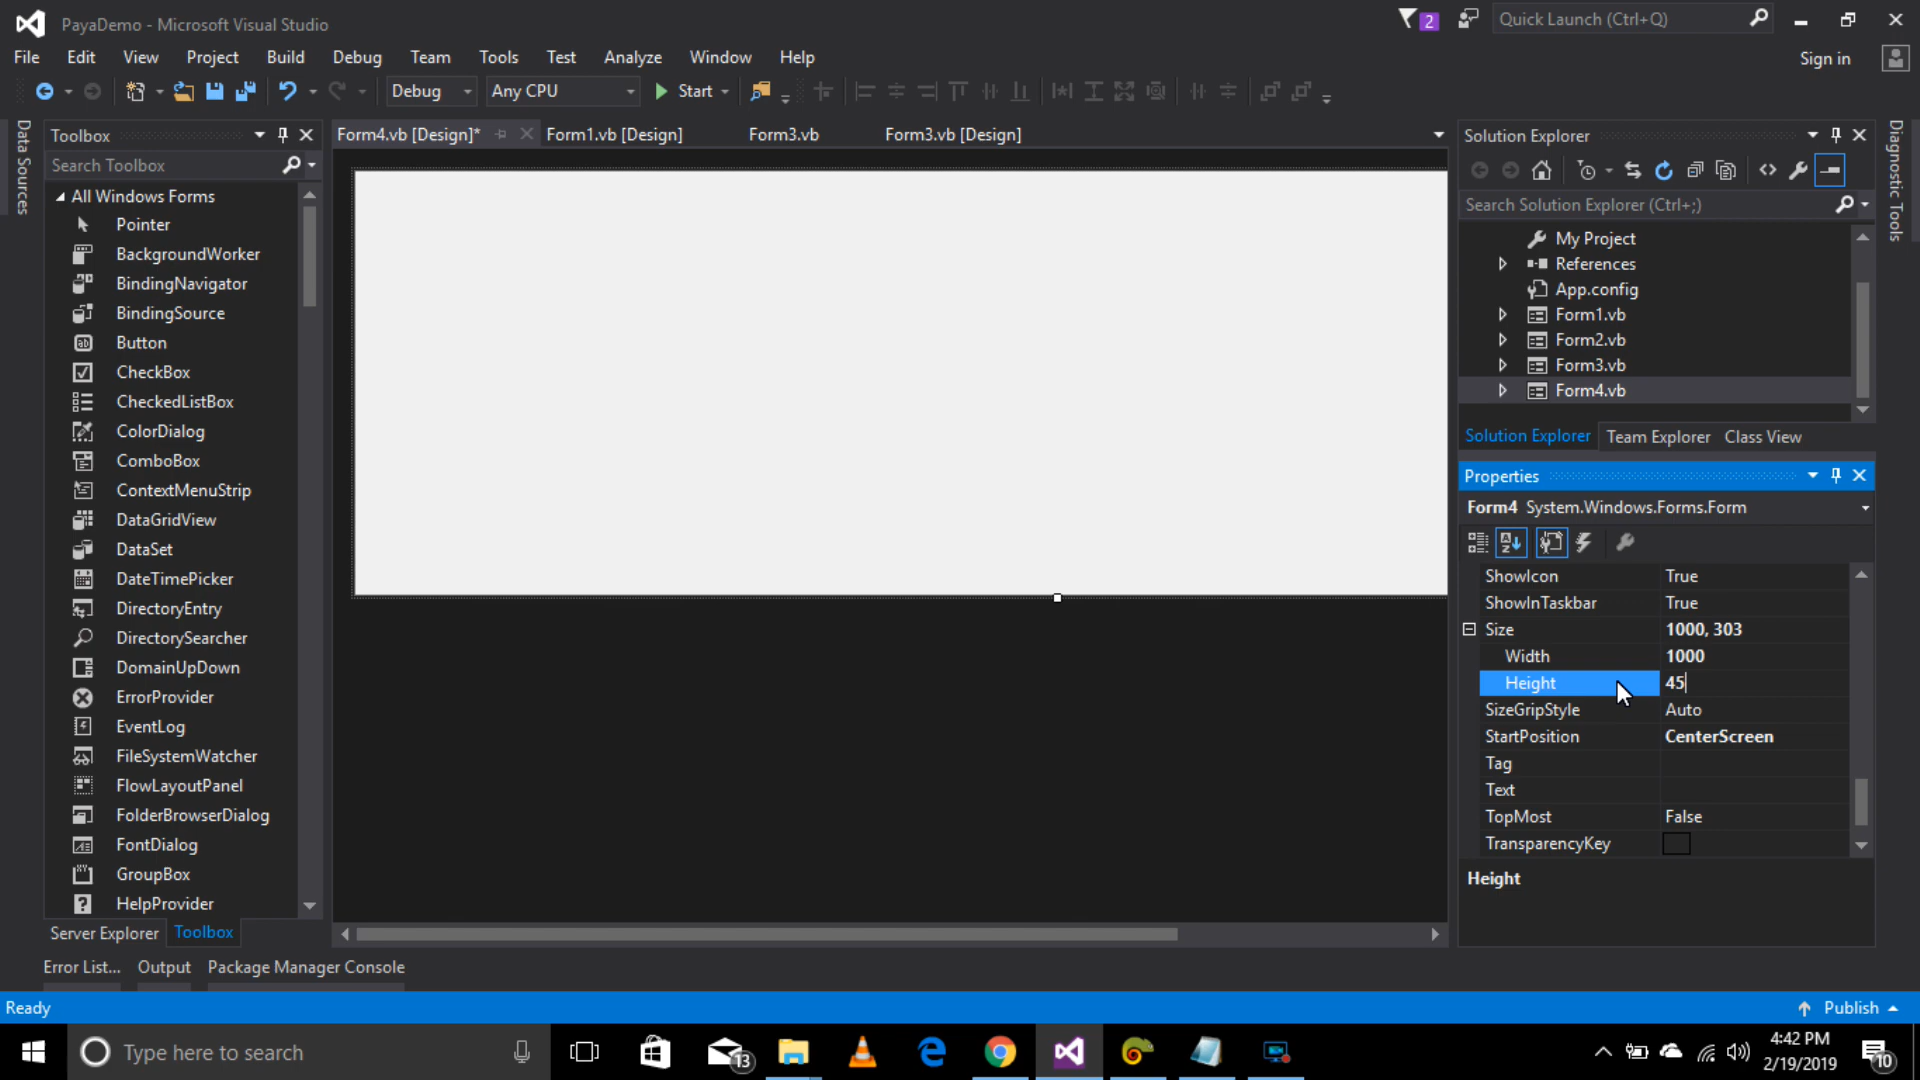 PayaDemo - Microsoft Visual Studio
2
Quick Launch (Ctrl+Q)
File Edit View Project Build Debug Team Tools Test Analyze Window Help
Sign in
Debug Any CPU Start
Data Sources
Toolbox
Search Toolbox
All Windows Forms
Pointer
BackgroundWorker
BindingNavigator
BindingSource
Button
CheckBox
CheckedListBox
ColorDialog
ComboBox
ContextMenuStrip
DataGridView
DataSet
DateTimePicker
DirectoryEntry
DirectorySearcher
DomainUpDown
ErrorProvider
EventLog
FileSystemWatcher
FlowLayoutPanel
FolderBrowserDialog
FontDialog
GroupBox
HelpProvider
Server Explorer Toolbox
Form4.vb [Design]* Form1.vb [Design] Form3.vb Form3.vb [Design]
Solution Explorer
Search Solution Explorer (Ctrl+;)
My Project
References
App.config
Form1.vb
Form2.vb
Form3.vb
Form4.vb
Solution Explorer Team Explorer Class View
Diagnostic Tools
Properties
Form4 System.Windows.Forms.Form
ShowIcon True
ShowInTaskbar True
Size 1000, 303
Width 1000
Height 45
SizeGripStyle Auto
StartPosition CenterScreen
Tag
Text
TopMost False
TransparencyKey
Height
Error List... Output Package Manager Console
Ready
Publish
Type here to search
13
4:42 PM
2/19/2019
10